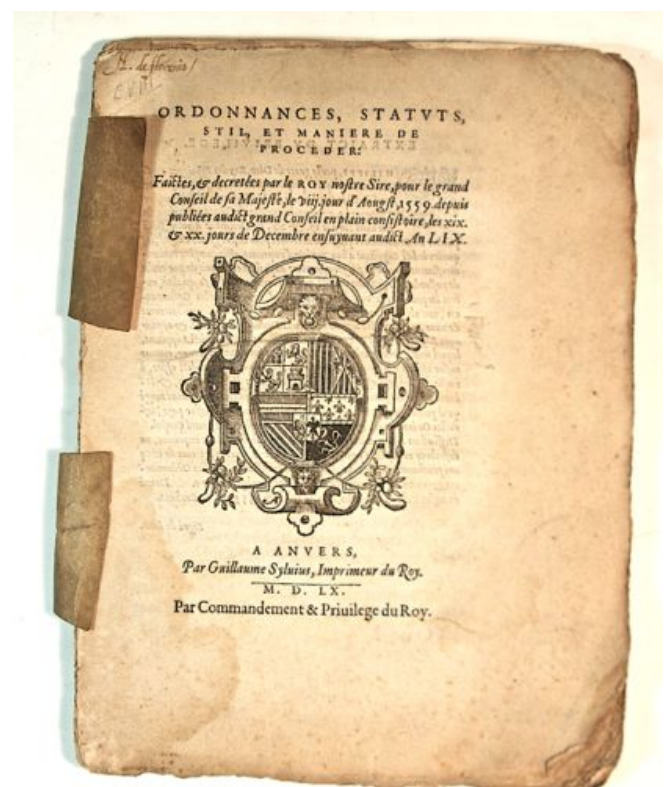 ORDONNANCES, STATVTS,
STIL, ET MANIERE DE
PROCEDER:
Faictes, & decretées par le ROY nostre Sire, pour le grand
Conseil de sa Majesté, le viij. jour d'Aougst, 1559. depuis
publiées audict grand Conseil en plain consistoire, les xix.
& xx. jours de Decembre ensuyuant audict An LIX.
A ANVERS,
Par Guillaume Syluius, Imprimeur du Roy.
M. D. LX.
Par Commandement & Priuilege du Roy.